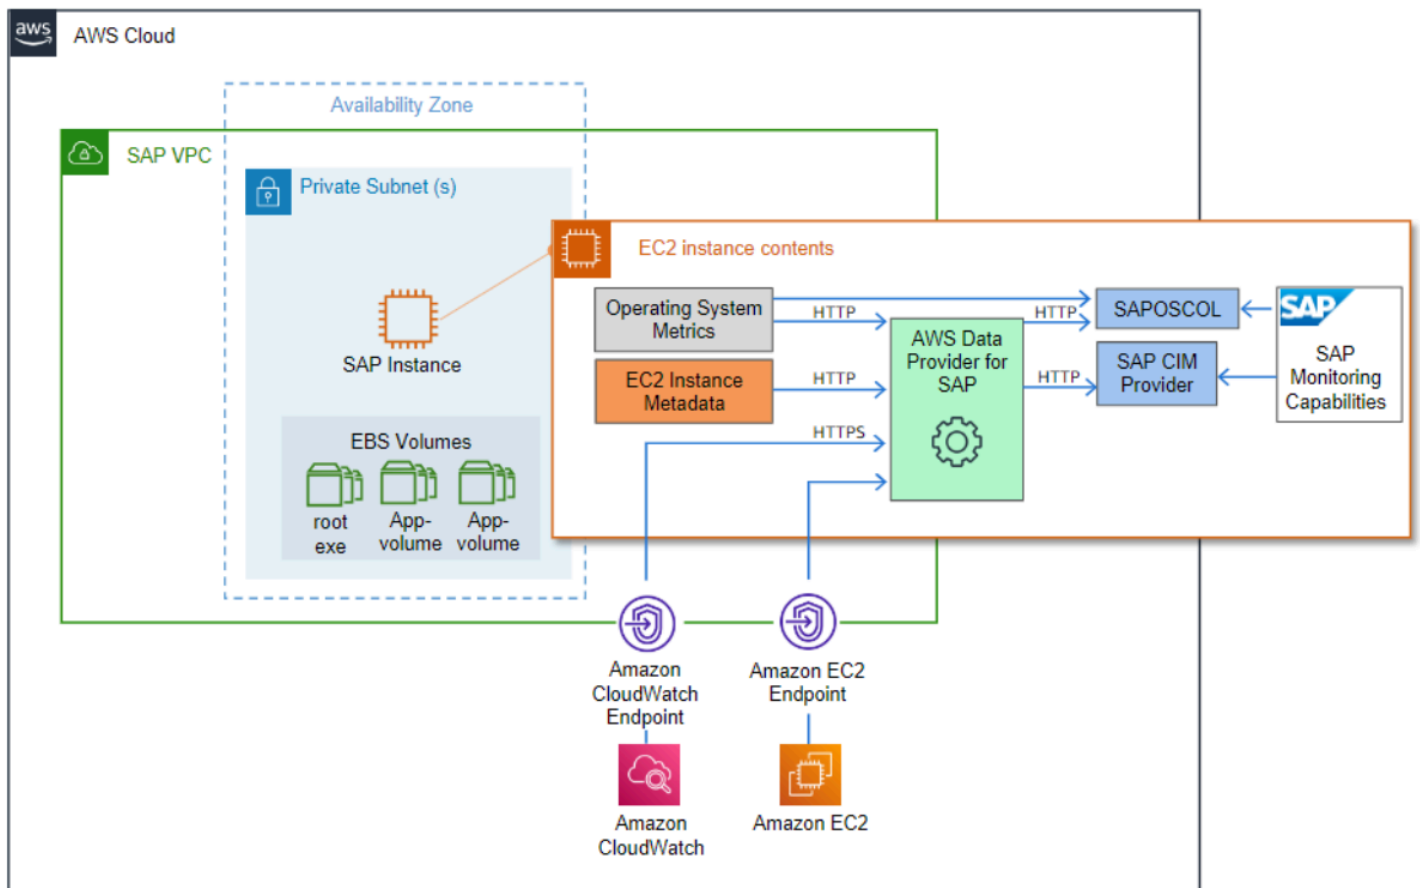 aws
AWS Cloud
Availability Zone
SAP VPC
Private Subnet (s)
EC2 instance contents
Operating System
Metrics
HTTP
HTTP
SAPOSCOL
SAP
AWS Data
Provider for
SAP
EC2 Instance
Metadata
HTTP
HTTP
SAP CIM
Provider
SAP
Monitoring
Capabilities
HTTPS
SAP Instance
EBS Volumes
root
exe
App-
volume
App-
volume
Amazon
CloudWatch
Endpoint
Amazon EC2
Endpoint
Amazon
CloudWatch
Amazon EC2